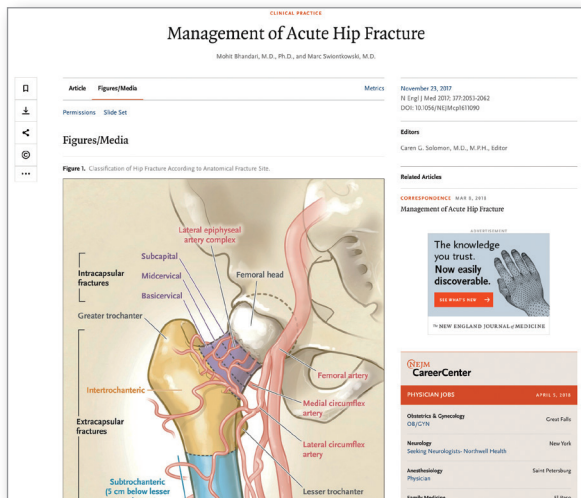 CLINICAL PRACTICE
Management of Acute Hip Fracture
Mohit Bhandari, M.D., Ph.D., and Marc Swiontkowski, M.D.
Article Figures/Media Metrics
Permissions Slide Set
Figures/Media
Figure 1. Classification of Hip Fracture According to Anatomical Fracture Site.
Lateral epiphyseal
artery complex
Subcapital
Midcervical
Basicervical
Intracapsular
fractures
Femoral head
Greater trochanter
Femoral artery
Intertrochanteric
Medial circumflex
artery
Extracapsular
fractures
Lateral circumflex
artery
Subtrochanteric
(5 cm below lesser
Lesser trochanter
November 23, 2017
N Engl J Med 2017; 377:2053-2062
DOI: 10.1056/NEJMcp1611090
Editors
Caren G. Solomon, M.D., M.P.H., Editor
Related Articles
CORRESPONDENCE MAR 8, 2018
Management of Acute Hip Fracture
ADVERTISEMENT
The knowledge
you trust.
Now easily
discoverable.
SEE WHAT'S NEW →
The NEW ENGLAND JOURNAL of MEDICINE
NEJM
CareerCenter
PHYSICIAN JOBS APRIL 5, 2018
Obstetrics & Gynecology Great Falls
OB/GYN
Neurology New York
Seeking Neurologists- Northwell Health
Anesthesiology Saint Petersburg
Physician